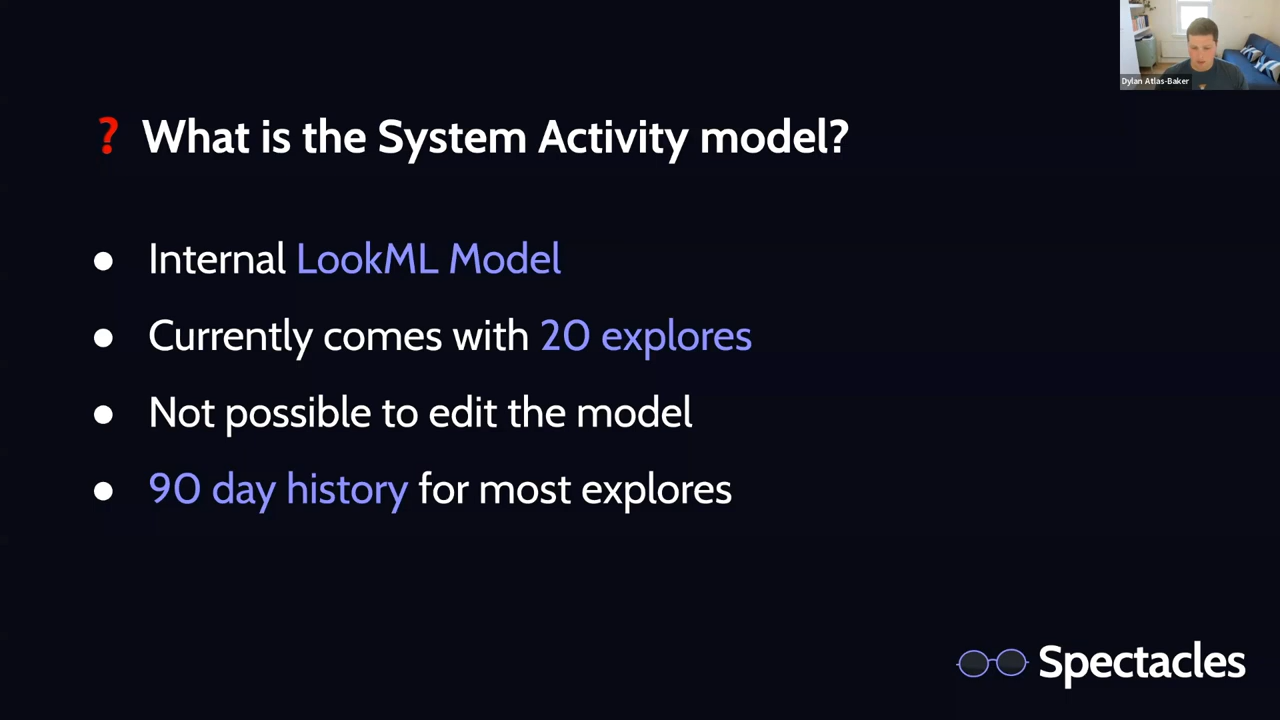 Dylan Atlas-Baker
❓ What is the System Activity model?
● Internal LookML Model
● Currently comes with 20 explores
● Not possible to edit the model
● 90 day history for most explores
Spectacles